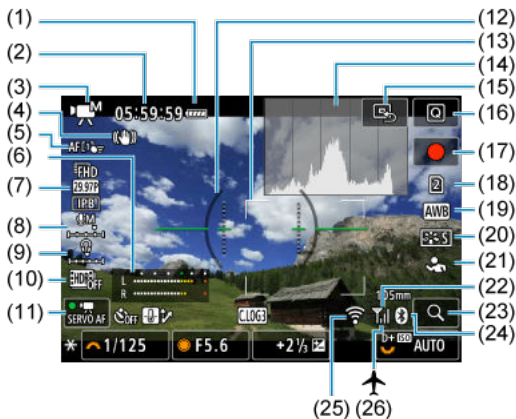 (1)
(2)
(3)
(4)
(5)
(6)
(7)
(8)
(9)
(10)
(11)
(12)
(13)
(14)
(15)
(16)
(17)
(18)
(19)
(20)
(21)
(22)
(23)
(24)
(25) (26)
M
05:59:59
AF
Q
FHD
29.97P
IPB
2
AWB
M
S
HDR OFF
L
R
105mm
SERVO AF
OFF
C.LOG3
1/125
F5.6
+2⅓
D+ ISO
AUTO